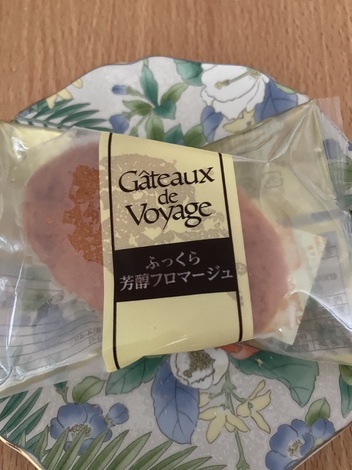 Gâteaux
de
Voyage
ふっくら
芳醇フロマージュ